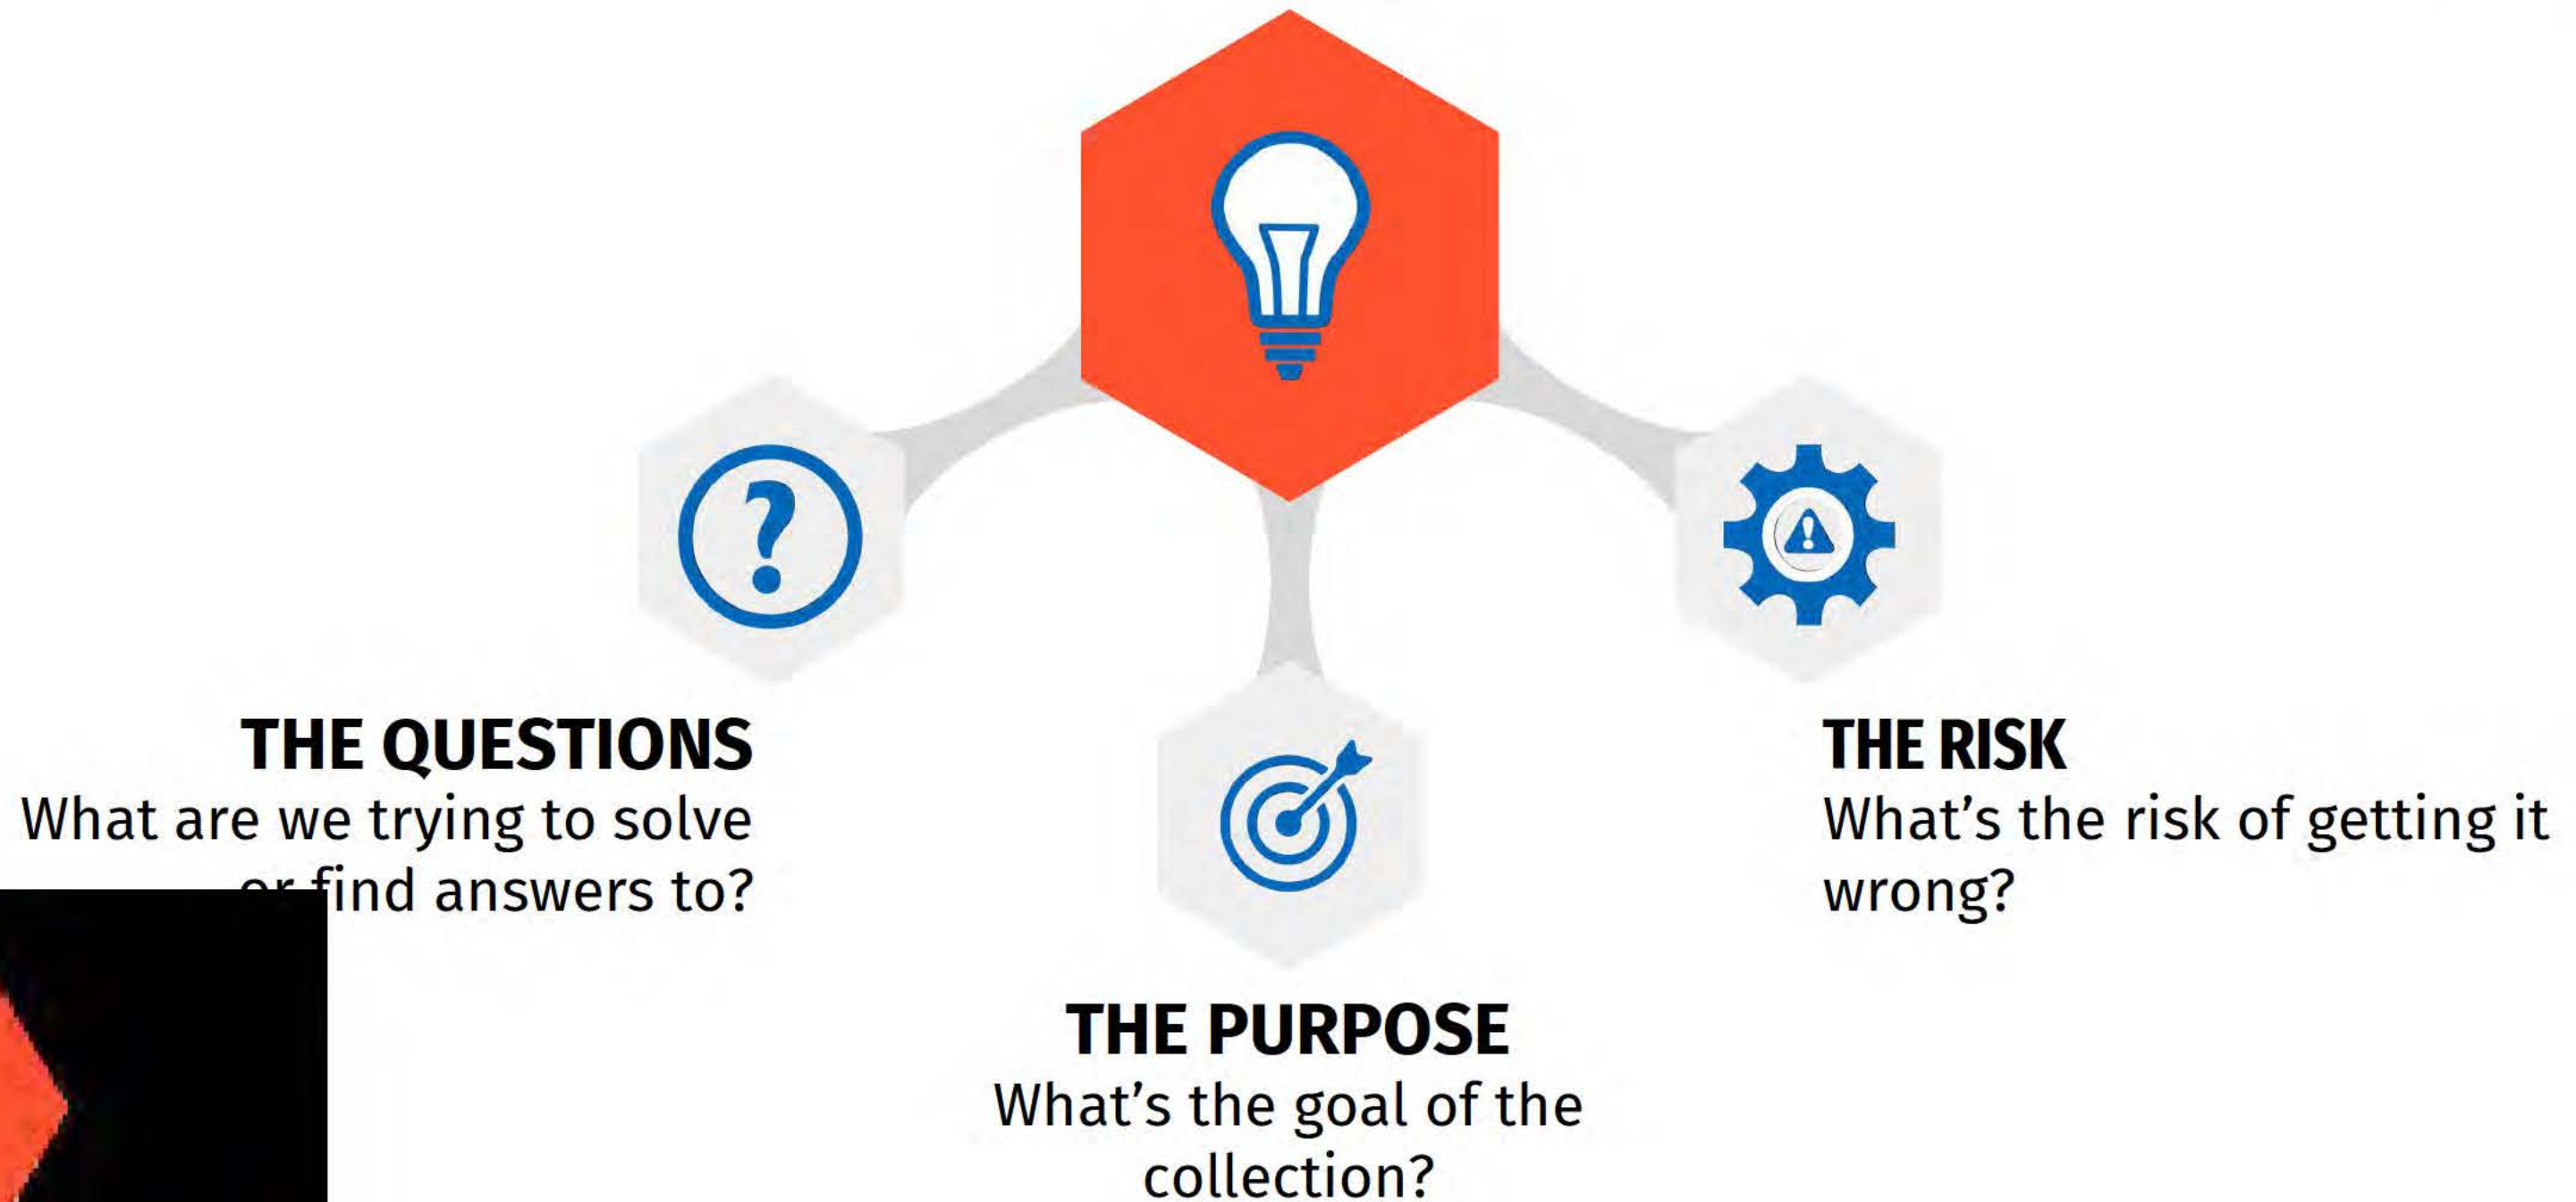 THE QUESTIONS
What are we trying to solve
or find answers to?
THE PURPOSE
What's the goal of the
collection?
THE RISK
What's the risk of getting it
wrong?